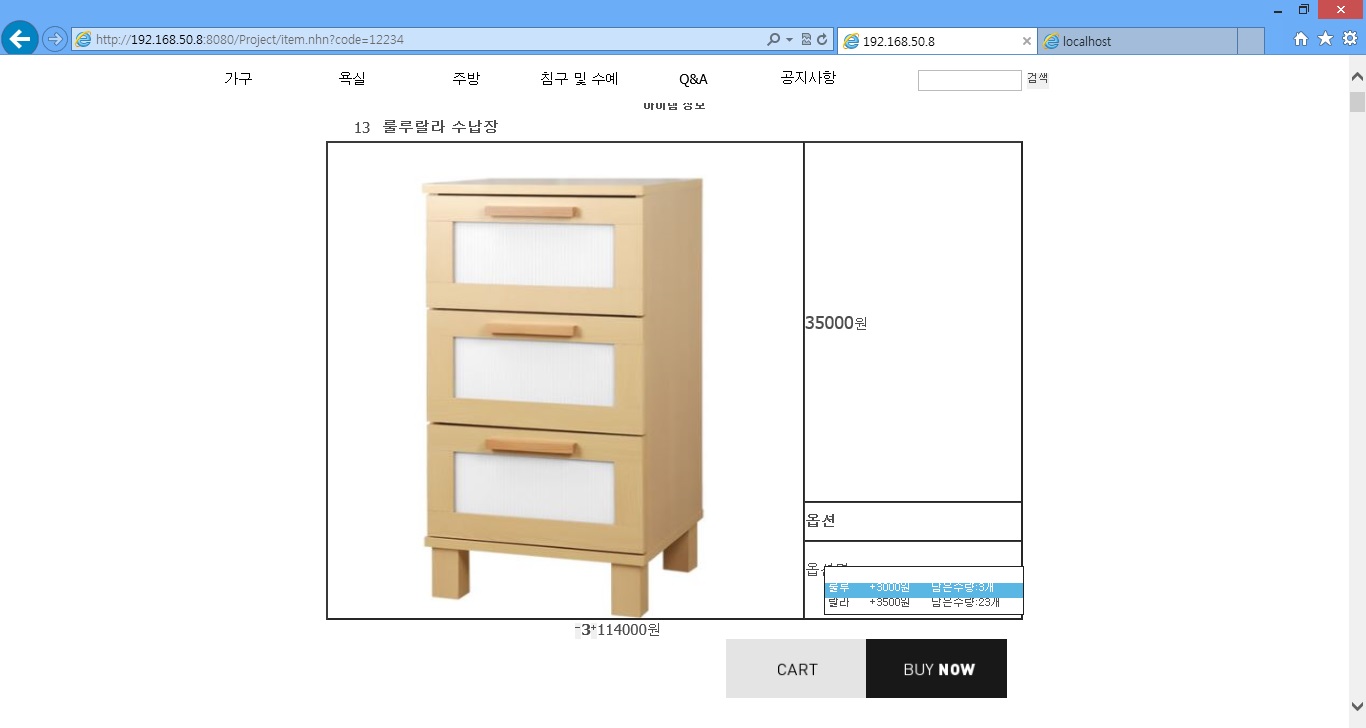 http://192.168.50.8:8080/Project/item.nhn?code=12234
192.168.50.8
localhost
가구 욕실 주방 침구 및 수예 Q&A 공지사항 검색
아이템 정보
13 룰루랄라 수납장
35000원
옵션
옵션명
룰루 +3000원 남은수량:3개
랄라 +3500원 남은수량:23개
-3+114000원
CART BUY NOW